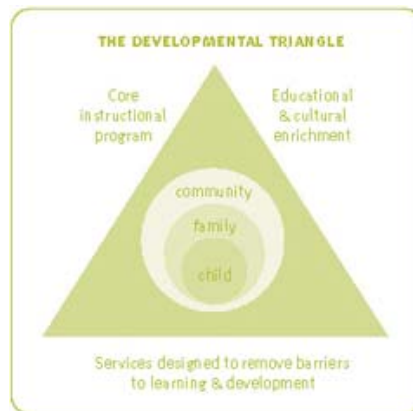 THE DEVELOPMENTAL TRIANGLE
Core
instructional
program
Educational
& cultural
enrichment
community
family
child
Services designed to remove barriers
to learning & development